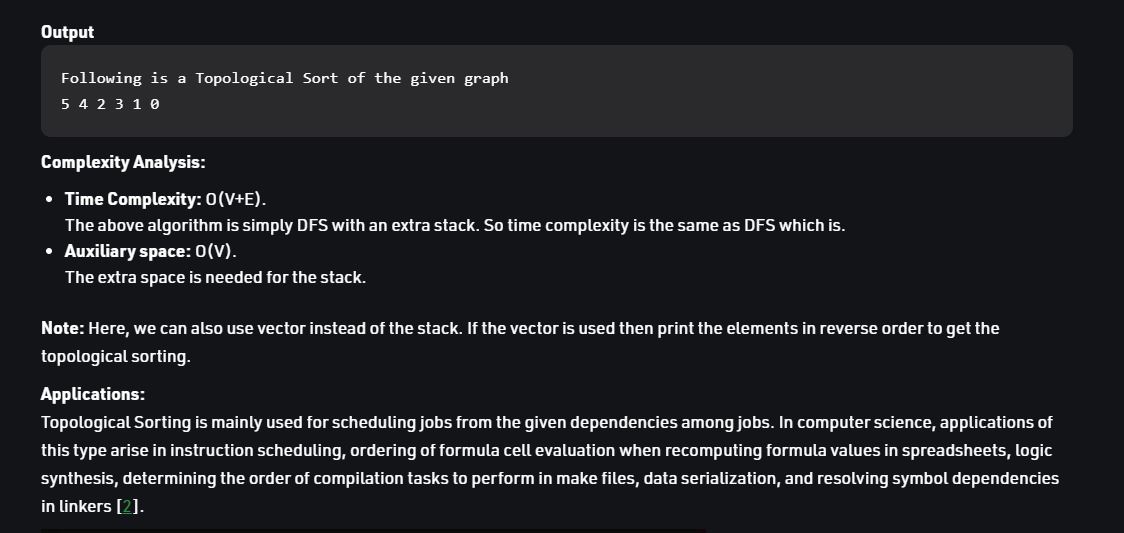 Output
Following is a Topological Sort of the given graph
5 4 2 3 1 0
Complexity Analysis:
• Time Complexity: O(V+E).
The above algorithm is simply DFS with an extra stack. So time complexity is the same as DFS which is.
• Auxiliary space: O(V).
The extra space is needed for the stack.
Note: Here, we can also use vector instead of the stack. If the vector is used then print the elements in reverse order to get the
topological sorting.
Applications:
Topological Sorting is mainly used for scheduling jobs from the given dependencies among jobs. In computer science, applications of
this type arise in instruction scheduling, ordering of formula cell evaluation when recomputing formula values in spreadsheets, logic
synthesis, determining the order of compilation tasks to perform in make files, data serialization, and resolving symbol dependencies
in linkers [2].